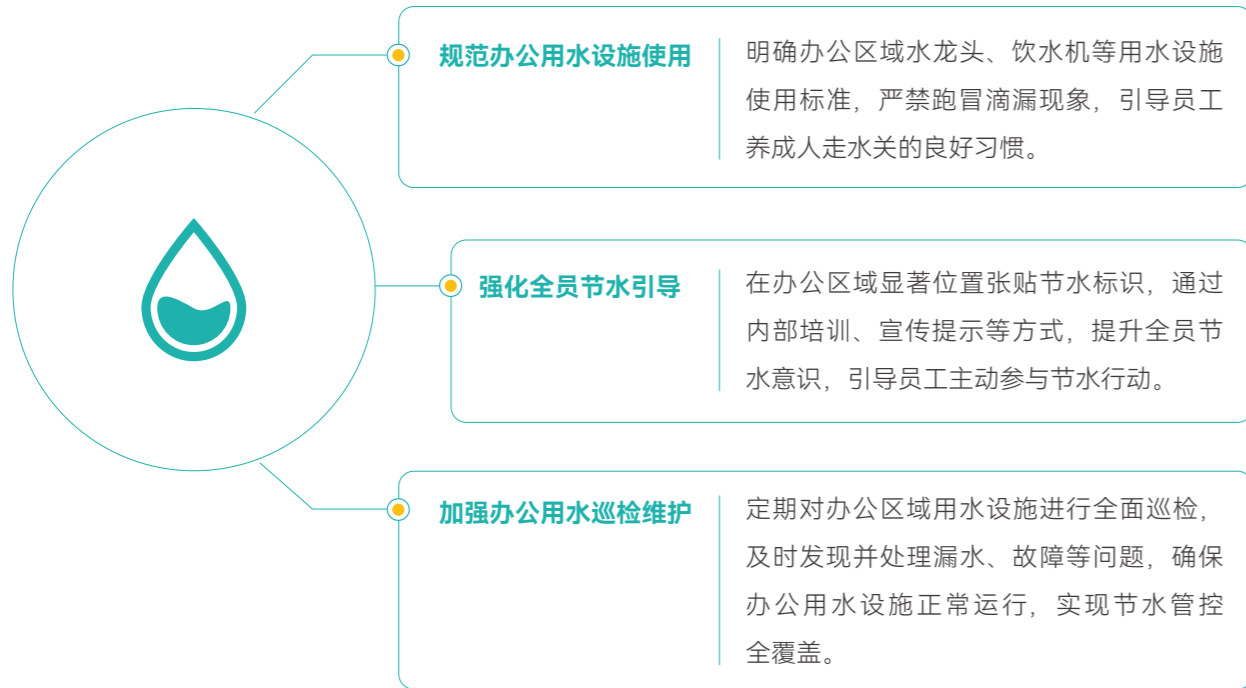 规范办公用水设施使用
明确办公区域水龙头、饮水机等用水设施
使用标准，严禁跑冒滴漏现象，引导员工
养成人走水关的良好习惯。
强化全员节水引导
在办公区域显著位置张贴节水标识，通过
内部培训、宣传提示等方式，提升全员节
水意识，引导员工主动参与节水行动。
加强办公用水巡检维护
定期对办公区域用水设施进行全面巡检，
及时发现并处理漏水、故障等问题，确保
办公用水设施正常运行，实现节水管控
全覆盖。